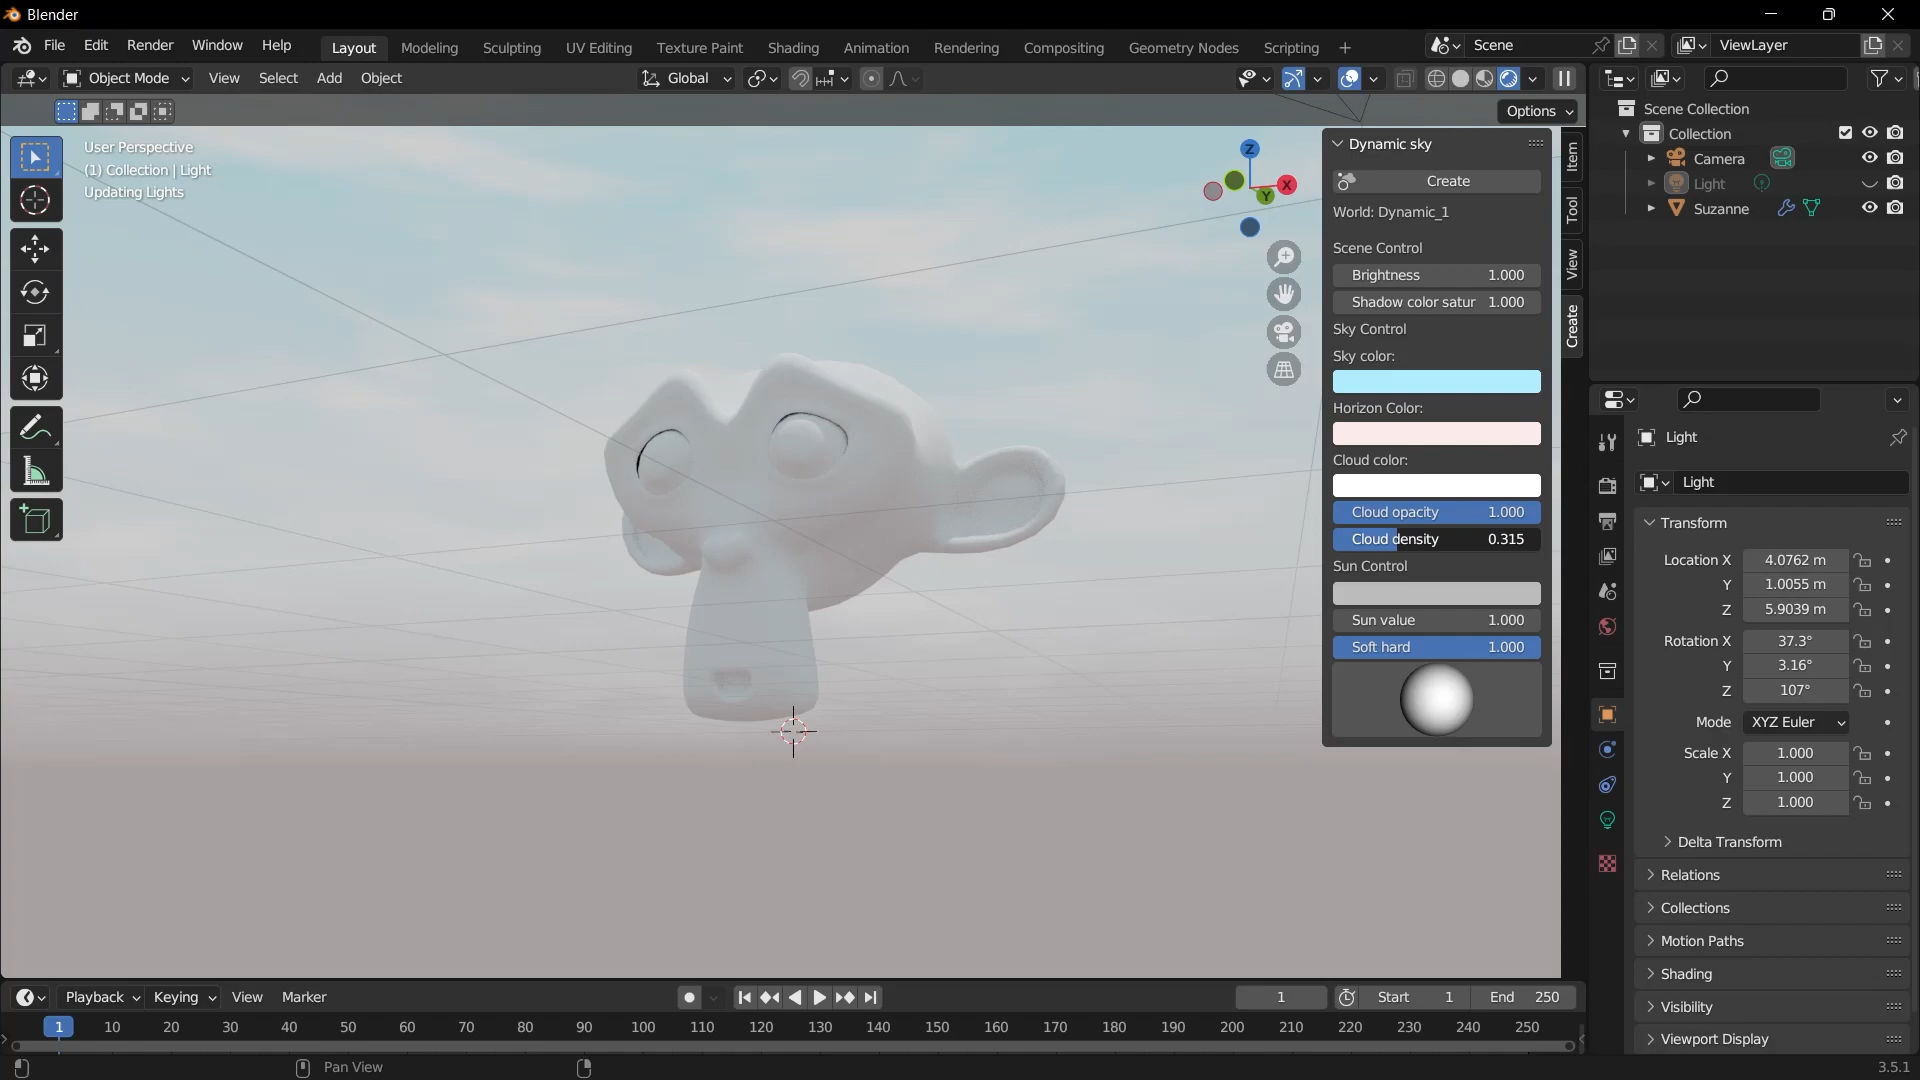 Blender
File Edit Render Window Help Layout Modeling Sculpting UV Editing Texture Paint Shading Animation Rendering Compositing Geometry Nodes Scripting + Scene ViewLayer
Object Mode View Select Add Object Global
Options
User Perspective
(1) Collection | Light
Updating Lights
Z
X
Y
Dynamic sky
Create
World: Dynamic_1
Scene Control
Brightness 1.000
Shadow color satur 1.000
Sky Control
Sky color:
Horizon Color:
Cloud color:
Cloud opacity 1.000
Cloud density 0.315
Sun Control
Sun value 1.000
Soft hard 1.000
Item
Tool
View
Create
Scene Collection
Collection
Camera
Light
Suzanne
Light
Light
Transform
Location X 4.0762 m
Y 1.0055 m
Z 5.9039 m
Rotation X 37.3°
Y 3.16°
Z 107°
Mode XYZ Euler
Scale X 1.000
Y 1.000
Z 1.000
Delta Transform
Relations
Collections
Motion Paths
Shading
Visibility
Viewport Display
Playback Keying View Marker 1 Start 1 End 250
1 10 20 30 40 50 60 70 80 90 100 110 120 130 140 150 160 170 180 190 200 210 220 230 240 250
Pan View
3.5.1